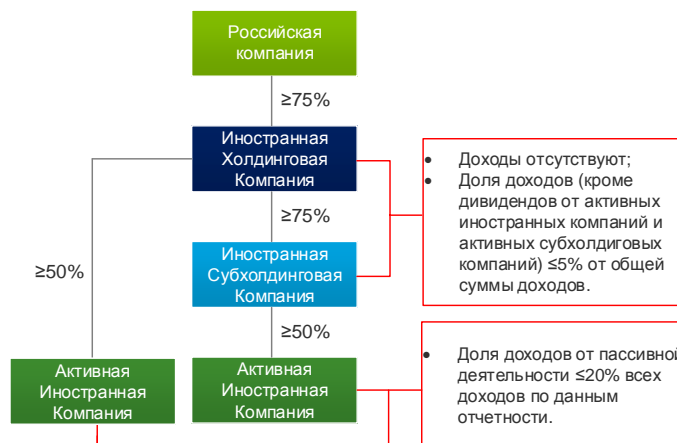 Российская
компания
≥75%
Иностранная
Холдинговая
Компания
≥75%
Иностранная
Субхолдинговая
Компания
≥50%
≥50%
Активная
Иностранная
Компания
Активная
Иностранная
Компания
● Доходы отсутствуют;
● Доля доходов (кроме
дивидендов от активных
иностранных компаний и
активных субхолдиговых
компаний) ≤5% от общей
суммы доходов.
● Доля доходов от пассивной
деятельности ≤20% всех
доходов по данным
отчетности.